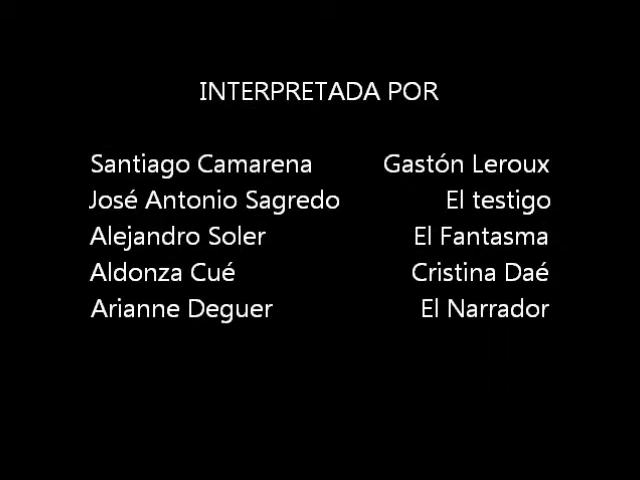 INTERPRETADA POR
Santiago Camarena Gastón Leroux
José Antonio Sagredo El testigo
Alejandro Soler El Fantasma
Aldonza Cué Cristina Daé
Arianne Deguer El Narrador